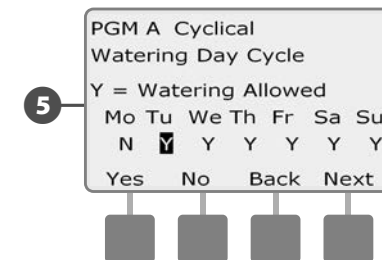 PGM A Cyclical
Watering Day Cycle
Y = Watering Allowed
5
Mo Tu We Th Fr Sa Su
N Y Y Y Y Y Y
Yes No Back Next